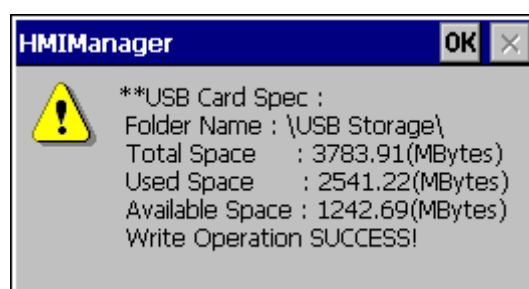 HMIManager OK ×
**USB Card Spec :
Folder Name : \USB Storage\
Total Space : 3783.91(MBytes)
Used Space : 2541.22(MBytes)
Available Space : 1242.69(MBytes)
Write Operation SUCCESS!